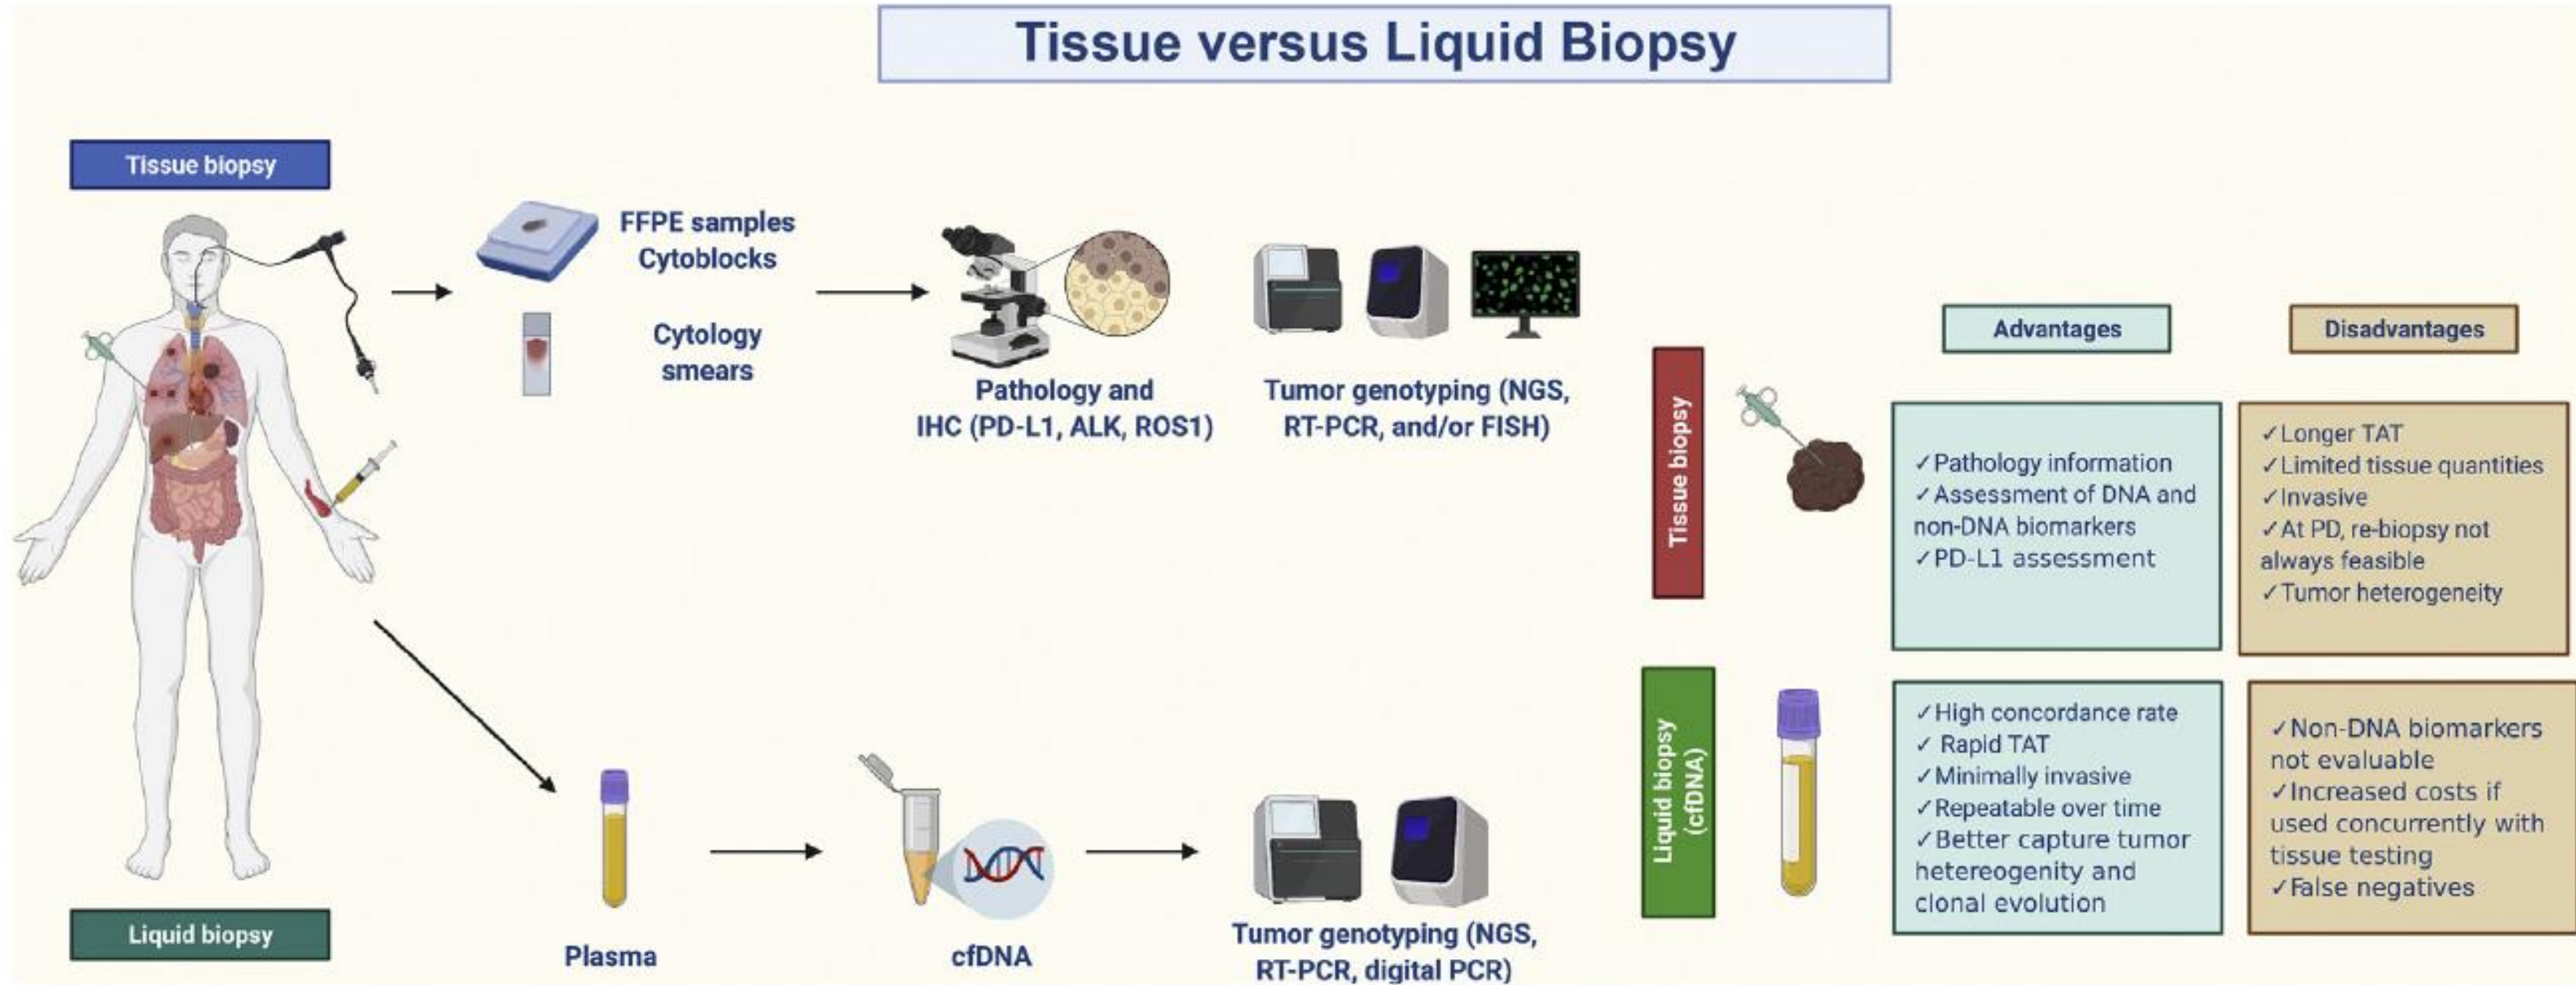 Tissue versus Liquid Biopsy
Tissue biopsy
FFPE samples
Cytoblocks
Cytology
smears
Pathology and
IHC (PD-L1, ALK, ROS1)
Tumor genotyping (NGS,
RT-PCR, and/or FISH)
Liquid biopsy
Plasma
cfDNA
Tumor genotyping (NGS,
RT-PCR, digital PCR)
Advantages
Disadvantages
Tissue biopsy
✓Pathology information
✓Assessment of DNA and
non-DNA biomarkers
✓PD-L1 assessment
✓Longer TAT
✓Limited tissue quantities
✓Invasive
✓At PD, re-biopsy not
always feasible
✓Tumor heterogeneity
Liquid biopsy
(cfDNA)
✓High concordance rate
✓ Rapid TAT
✓Minimally invasive
✓Repeatable over time
✓Better capture tumor
hetereogenity and
clonal evolution
✓Non-DNA biomarkers
not evaluable
✓Increased costs if
used concurrently with
tissue testing
✓False negatives